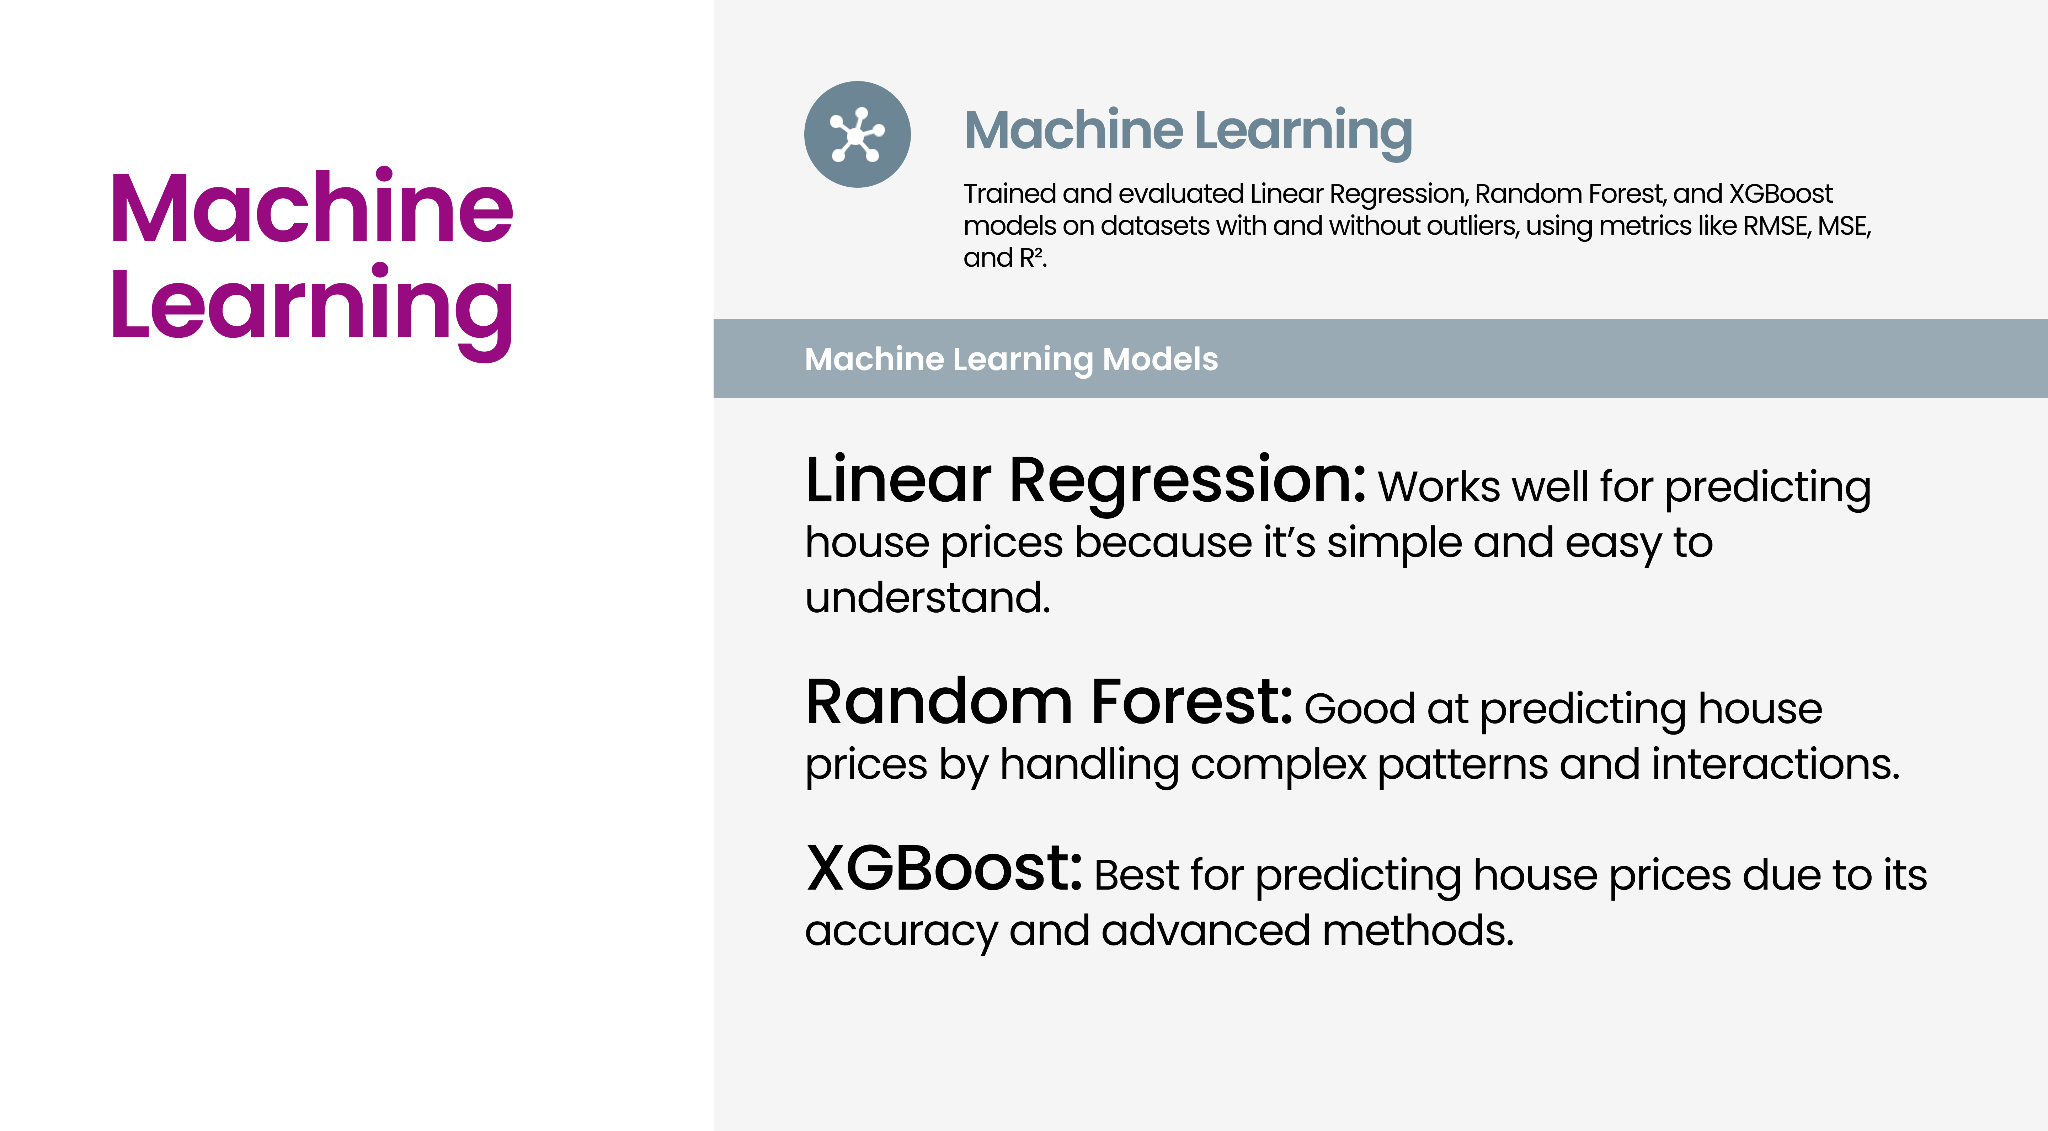 Machine
Learning
Machine Learning
Trained and evaluated Linear Regression, Random Forest, and XGBoost
models on datasets with and without outliers, using metrics like RMSE, MSE,
and R².
Machine Learning Models
Linear Regression: Works well for predicting
house prices because it’s simple and easy to
understand.
Random Forest: Good at predicting house
prices by handling complex patterns and interactions.
XGBoost: Best for predicting house prices due to its
accuracy and advanced methods.